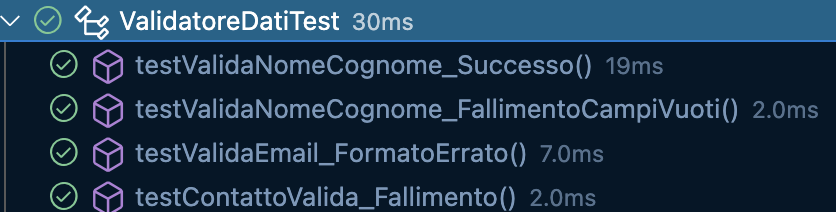 ValidatoreDatiTest 30ms
testValidaNomeCognome_Successo() 19ms
testValidaNomeCognome_FallimentoCampiVuoti() 2.0ms
testValidaEmail_FormatoErrato() 7.0ms
testContattoValida_Fallimento() 2.0ms